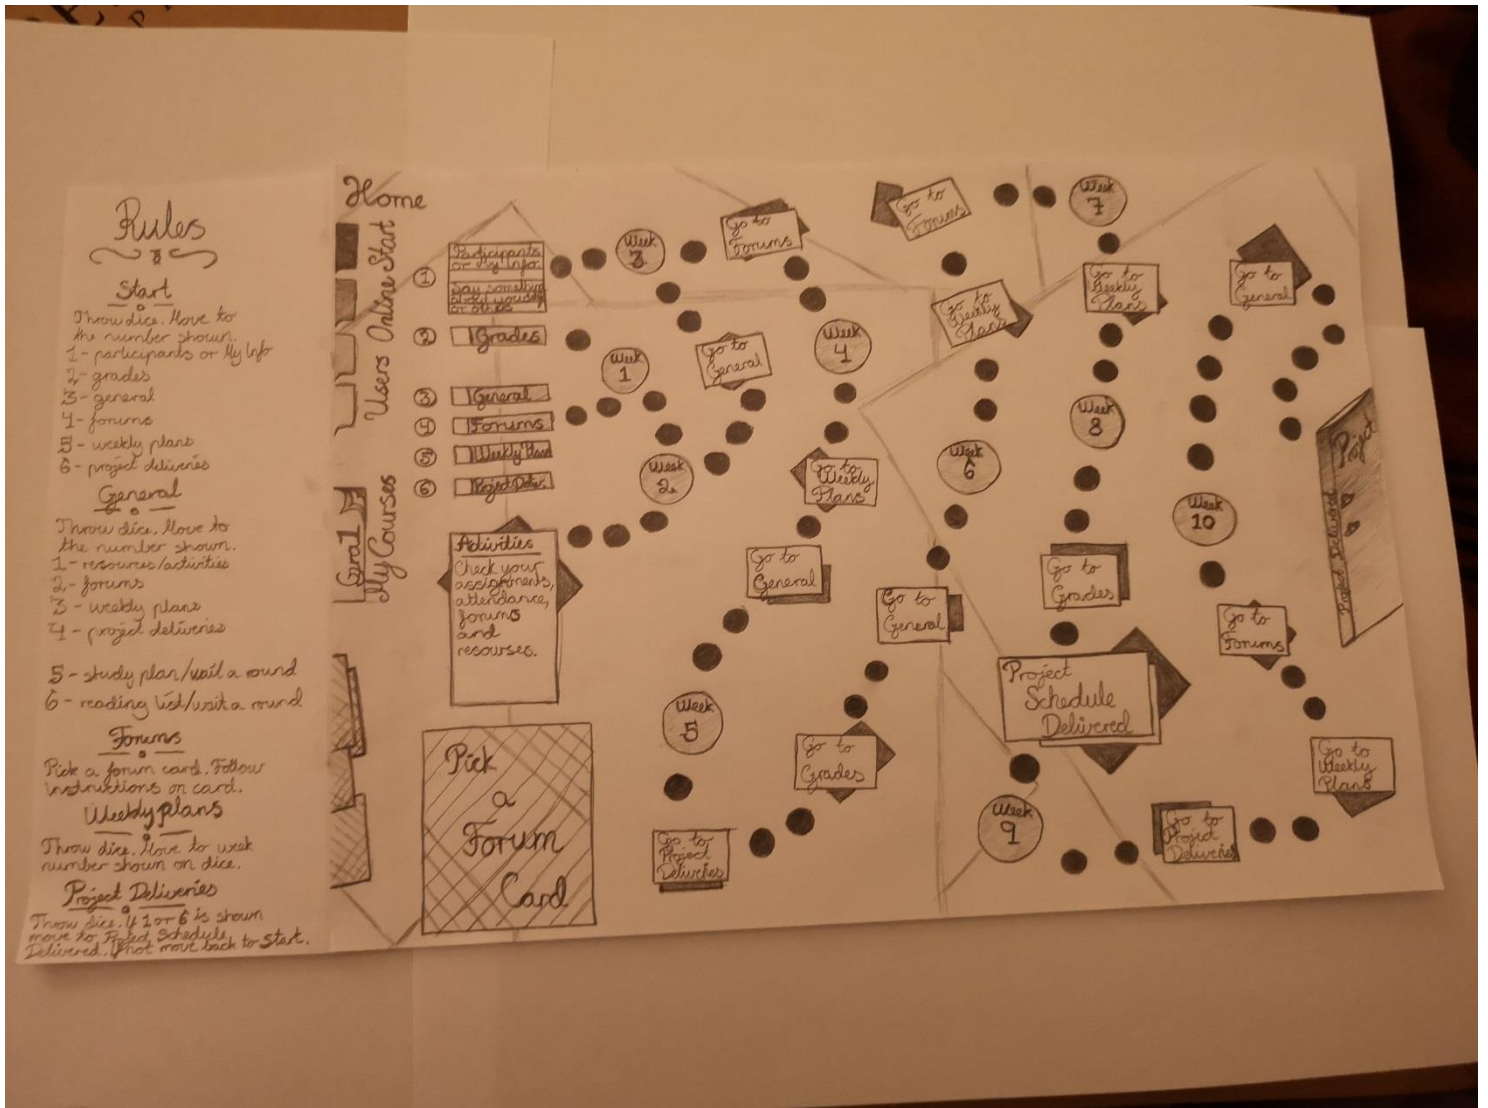 Rules
Start
Throw dice. Move to
the number shown.
1- participants or My Info
2- grades
3- general
4- forums
5- weekly plans
6- project deliveries
General
Throw dice. Move to
the number shown.
1- resources/activities
2- forums
3- weekly plans
4- project deliveries
5- study plan/wait a round
6- reading list/wait a round
Forums
Pick a forum card. Follow
instructions on card.
Weekly plans
Throw dice. Move to week
number shown on dice.
Project Deliveries
Throw dice. If 1 or 6 is shown
move to Project Schedule
Delivered. If not move back to start.
Home
Online Start
Users
My Courses
1
Participants
or My Info
Say something
about yourself
or others
2
Grades
3
General
4
Forums
5
Weekly
6
Project
Activities
Check your
assignments,
attendance,
forums
and
resourses.
Pick
a
Forum
Card
Week
1
Week
2
Week
3
Go to
Forums
Go to
General
Week
4
Go to
Weekly
Plans
Go to
General
Week
5
Go to
Project
Deliveries
Go to
Grades
Go to
General
Week
6
Go to
Weekly
Plans
Go to
Forums
Week
7
Go to
Weekly
Plans
Week
8
Go to
Grades
Project
Schedule
Delivered
Week
9
Go to
Project
Deliveries
Go to
Weekly
Plans
Go to
Forums
Week
10
Go to
General
Project
Project Delivered